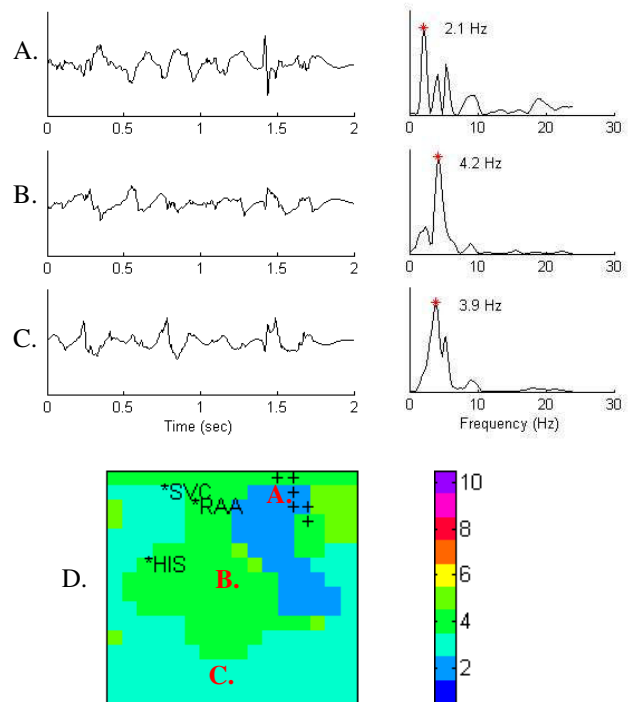 A.
2.1 Hz
0 0.5 1 1.5 2
0 10 20 30
B.
4.2 Hz
0 0.5 1 1.5 2
0 10 20 30
C.
3.9 Hz
0 0.5 1 1.5 2
0 10 20 30
Time (sec)
Frequency (Hz)
D.
*SVC
*RAA
A.
*HIS
B.
C.
10
8
6
4
2